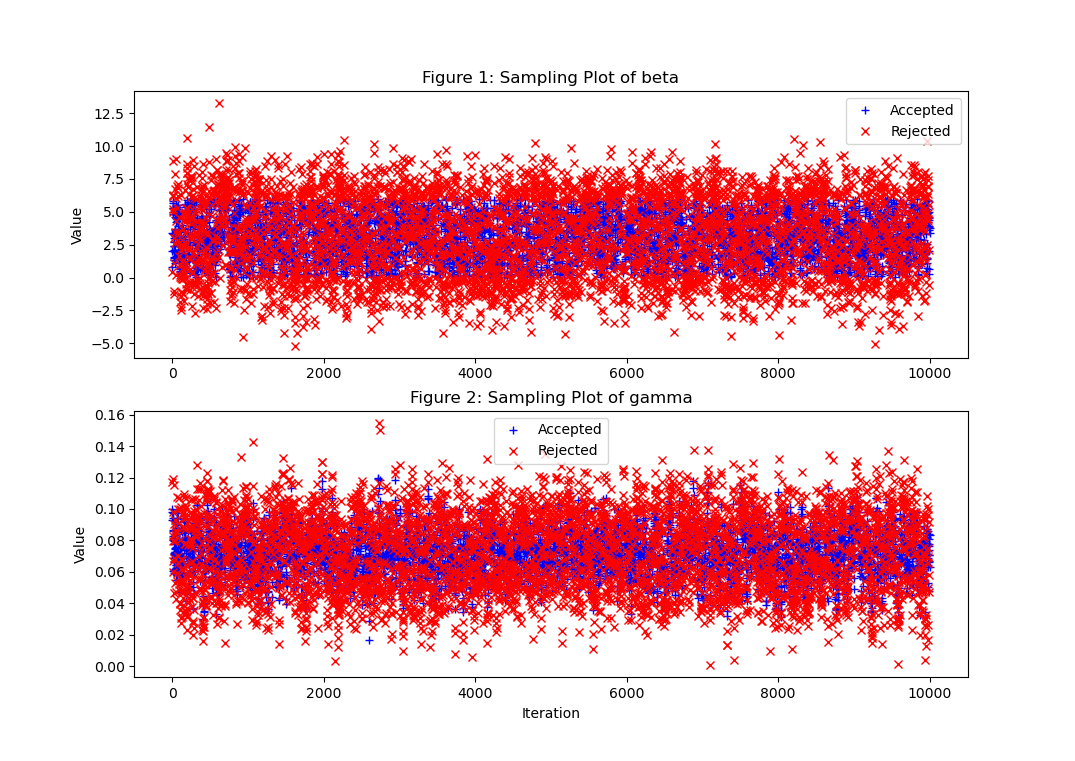 Figure 1: Sampling Plot of beta
Accepted
Rejected
12.5
10.0
7.5
5.0
2.5
0.0
−2.5
−5.0
Value
0 2000 4000 6000 8000 10000
Figure 2: Sampling Plot of gamma
Accepted
Rejected
0.16
0.14
0.12
0.10
0.08
0.06
0.04
0.02
0.00
Value
0 2000 4000 6000 8000 10000
Iteration